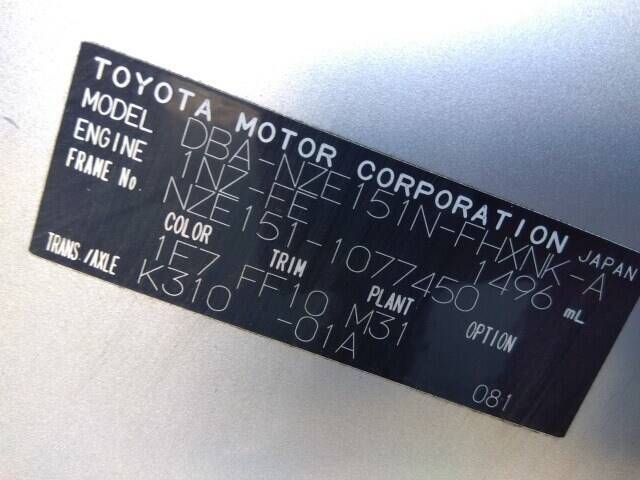 TOYOTA MOTOR CORPORATION JAPAN
MODEL DBA-NZE151N-FHXNK-A
ENGINE 1NZ-FE 1496 mL
FRAME No. NZE151-1077450
COLOR TRIM PLANT OPTION
1F7 FF10 M31
TRANS./AXLE K310 -01A
081